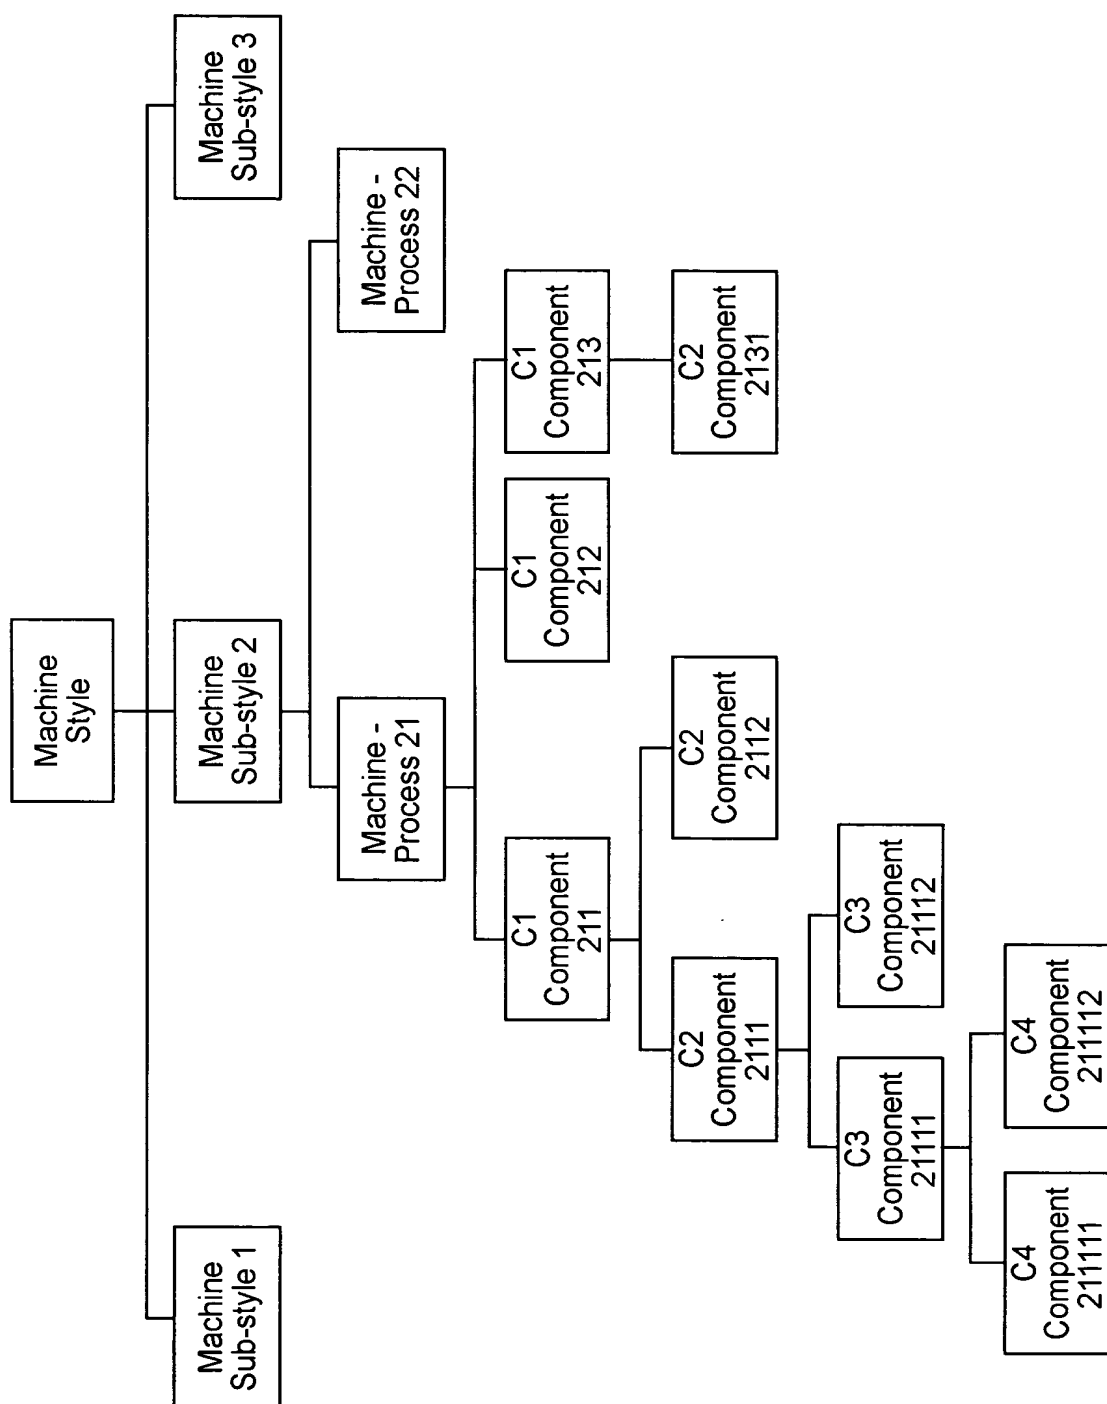 Machine
Style
Machine
Sub-style 1
Machine
Sub-style 2
Machine
Sub-style 3
Machine -
Process 21
Machine -
Process 22
C1
Component
211
C1
Component
212
C1
Component
213
C2
Component
2111
C2
Component
2112
C2
Component
2131
C3
Component
21111
C3
Component
21112
C4
Component
211111
C4
Component
211112